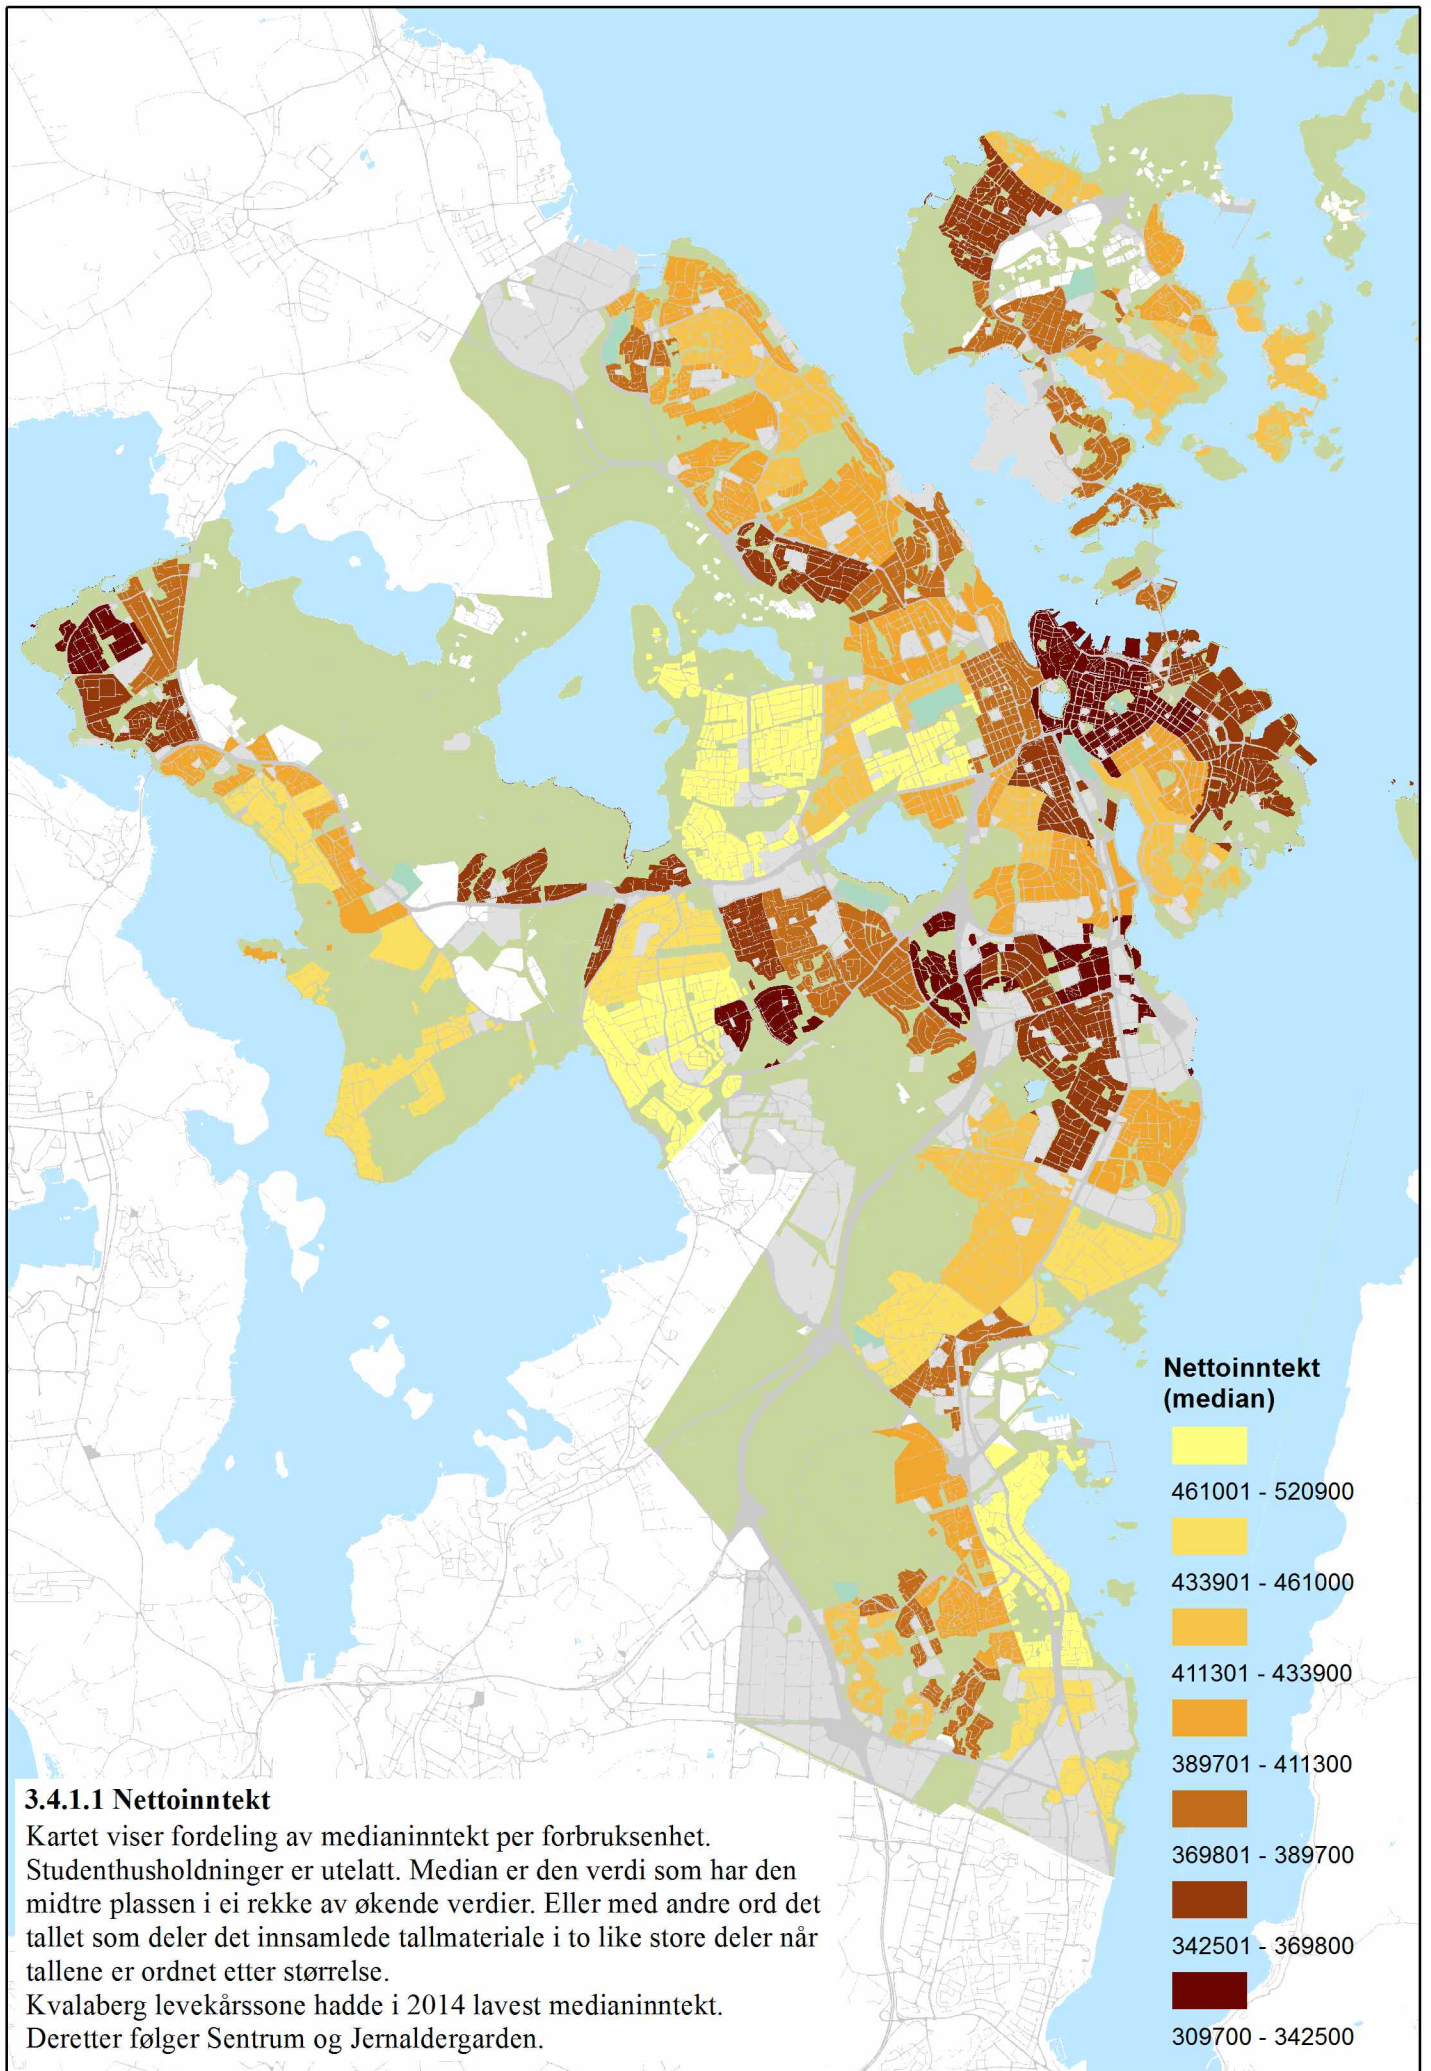 Nettoinntekt
(median)
461001 - 520900
433901 - 461000
411301 - 433900
389701 - 411300
369801 - 389700
342501 - 369800
309700 - 342500
3.4.1.1 Nettoinntekt
Kartet viser fordeling av medianinntekt per forbruksenhet.
Studenthusholdninger er utelatt. Median er den verdi som har den
midtre plassen i ei rekke av økende verdier. Eller med andre ord det
tallet som deler det innsamlede tallmateriale i to like store deler når
tallene er ordnet etter størrelse.
Kvalaberg levekårssone hadde i 2014 lavest medianinntekt.
Deretter følger Sentrum og Jernaldergarden.